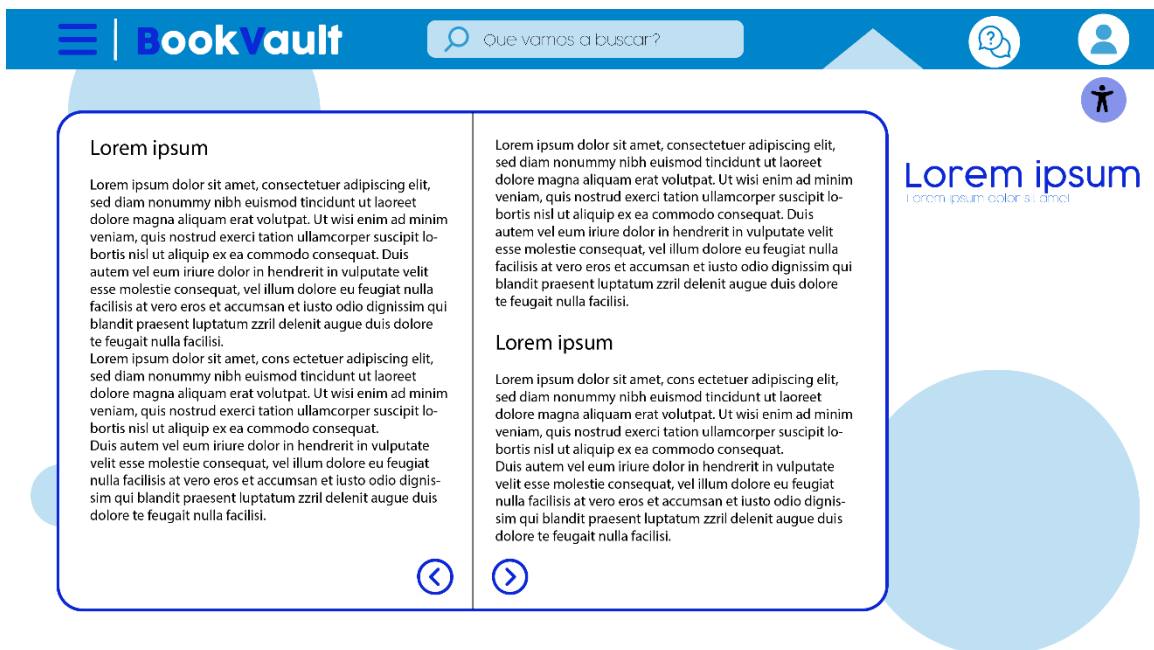 BookVault
Que vamos a buscar?
Lorem ipsum
Lorem ipsum dolor sit amet, consectetuer adipiscing elit,
sed diam nonummy nibh euismod tincidunt ut laoreet
dolore magna aliquam erat volutpat. Ut wisi enim ad minim
veniam, quis nostrud exerci tation ullamcorper suscipit lo-
bortis nisl ut aliquip ex ea commodo consequat. Duis
autem vel eum iriure dolor in hendrerit in vulputate velit
esse molestie consequat, vel illum dolore eu feugiat nulla
facilisis at vero eros et accumsan et iusto odio dignissim qui
blandit praesent luptatum zzril delenit augue duis dolore
te feugait nulla facilisi.
Lorem ipsum dolor sit amet, cons ectetuer adipiscing elit,
sed diam nonummy nibh euismod tincidunt ut laoreet
dolore magna aliquam erat volutpat. Ut wisi enim ad minim
veniam, quis nostrud exerci tation ullamcorper suscipit lo-
bortis nisl ut aliquip ex ea commodo consequat.
Duis autem vel eum iriure dolor in hendrerit in vulputate
velit esse molestie consequat, vel illum dolore eu feugiat
nulla facilisis at vero eros et accumsan et iusto odio dignis-
sim qui blandit praesent luptatum zzril delenit augue duis
dolore te feugait nulla facilisi.
Lorem ipsum dolor sit amet, consectetuer adipiscing elit,
sed diam nonummy nibh euismod tincidunt ut laoreet
dolore magna aliquam erat volutpat. Ut wisi enim ad minim
veniam, quis nostrud exerci tation ullamcorper suscipit lo-
bortis nisl ut aliquip ex ea commodo consequat. Duis
autem vel eum iriure dolor in hendrerit in vulputate velit
esse molestie consequat, vel illum dolore eu feugiat nulla
facilisis at vero eros et accumsan et iusto odio dignissim qui
blandit praesent luptatum zzril delenit augue duis dolore
te feugait nulla facilisi.
Lorem ipsum
Lorem ipsum dolor sit amet, cons ectetuer adipiscing elit,
sed diam nonummy nibh euismod tincidunt ut laoreet
dolore magna aliquam erat volutpat. Ut wisi enim ad minim
veniam, quis nostrud exerci tation ullamcorper suscipit lo-
bortis nisl ut aliquip ex ea commodo consequat.
Duis autem vel eum iriure dolor in hendrerit in vulputate
velit esse molestie consequat, vel illum dolore eu feugiat
nulla facilisis at vero eros et accumsan et iusto odio dignis-
sim qui blandit praesent luptatum zzril delenit augue duis
dolore te feugait nulla facilisi.
Lorem ipsum
Lorem ipsum dolor sit amet